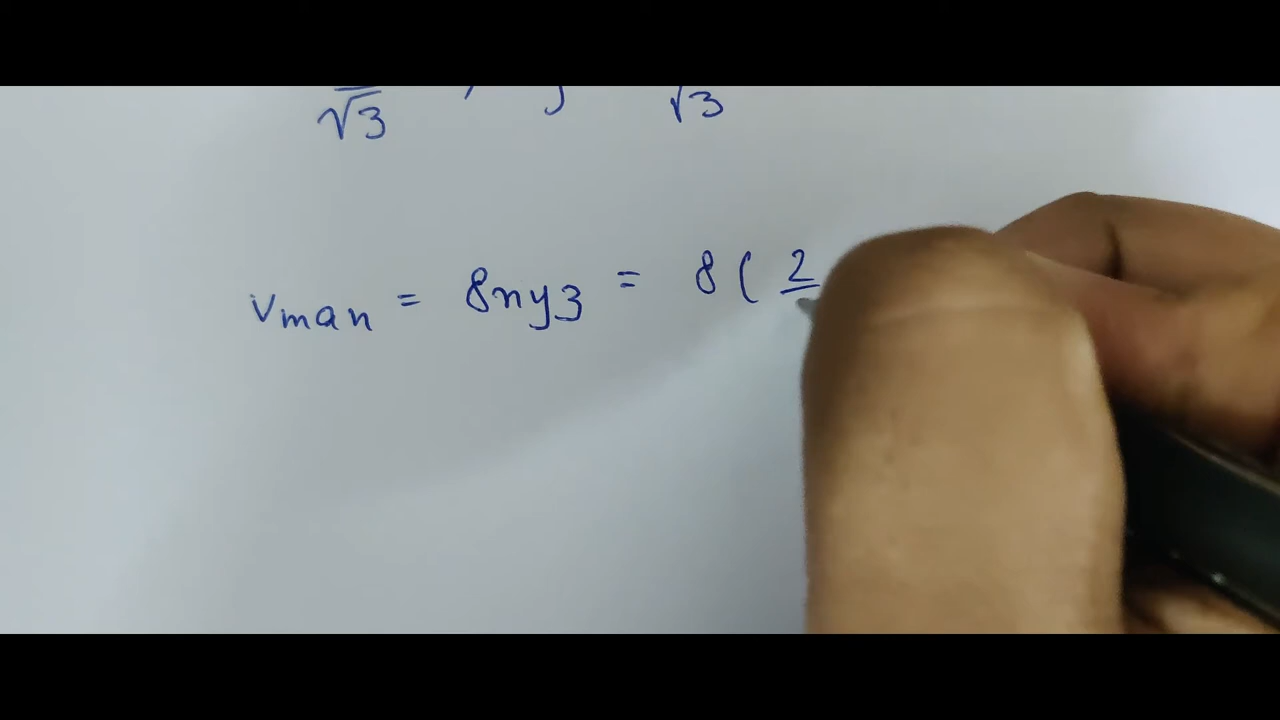 √3 , y √3
Vman = 8xyz = 8 ( 2